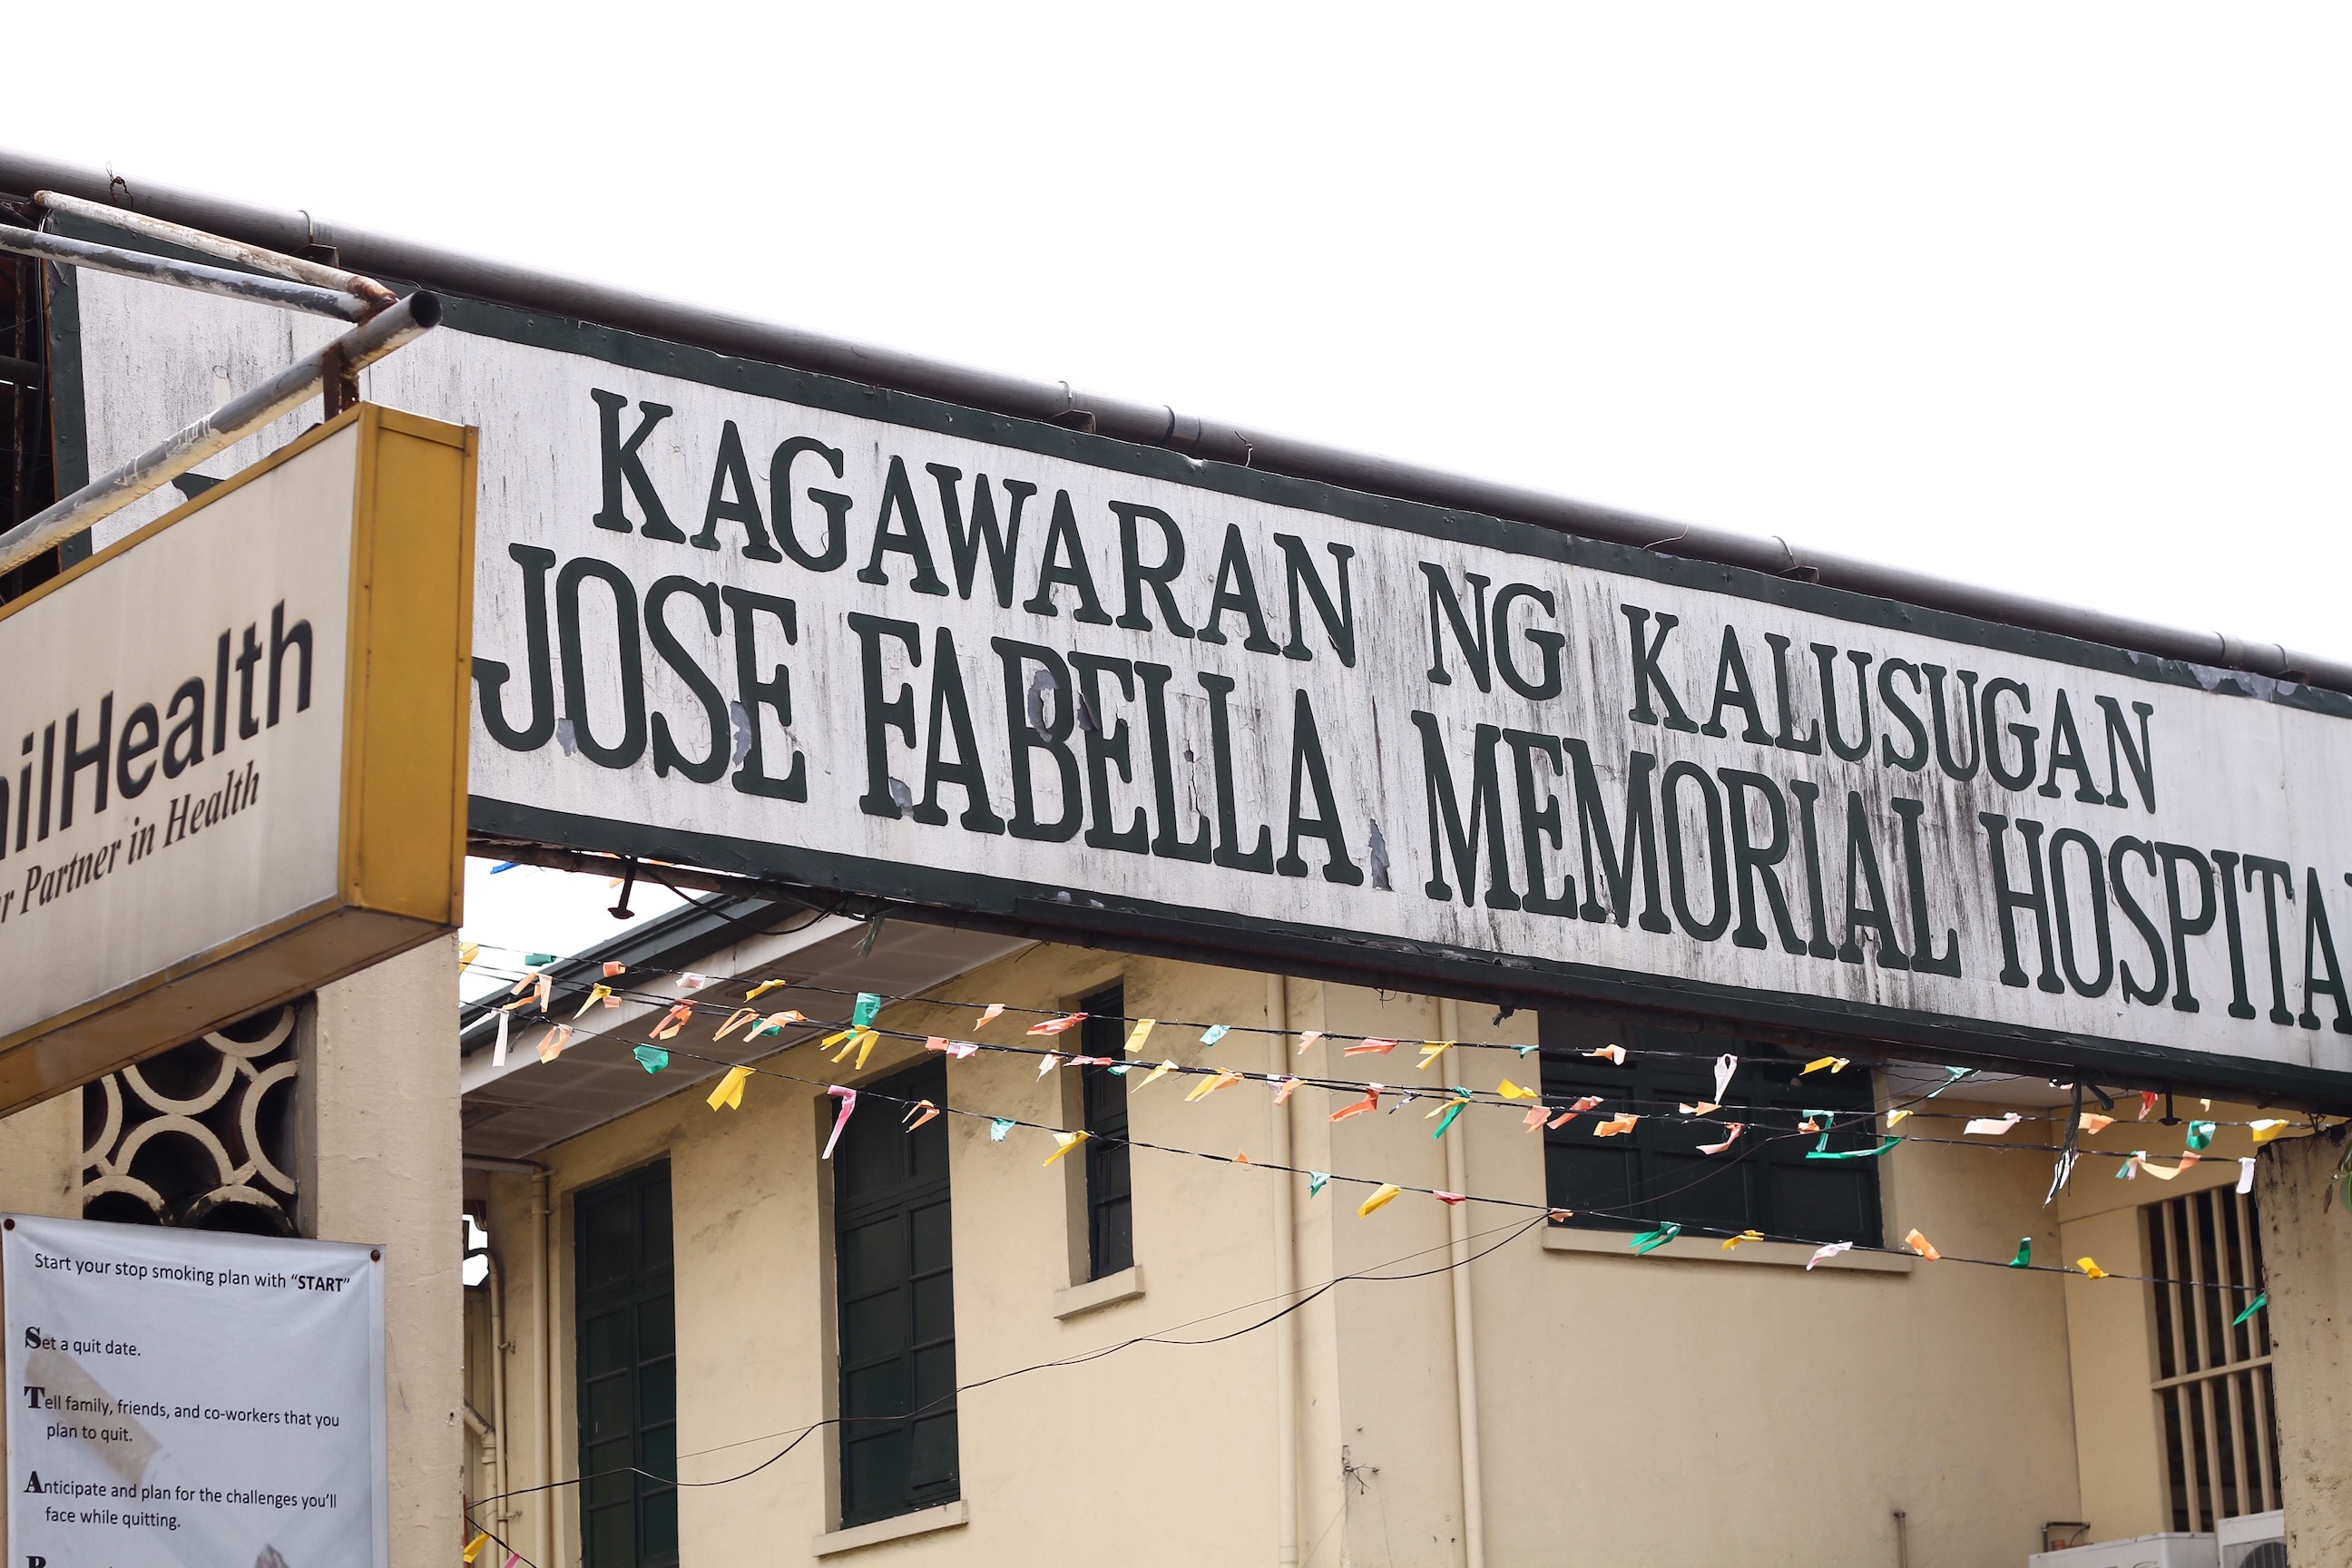 KAGAWARAN NG KALUSUGAN
JOSE FABELLA MEMORIAL HOSPITA
ilHealth
Partner in Health
Start your stop smoking plan with “START”
Set a quit date.
Tell family, friends, and co-workers that you
plan to quit.
Anticipate and plan for the challenges you’ll
face while quitting.